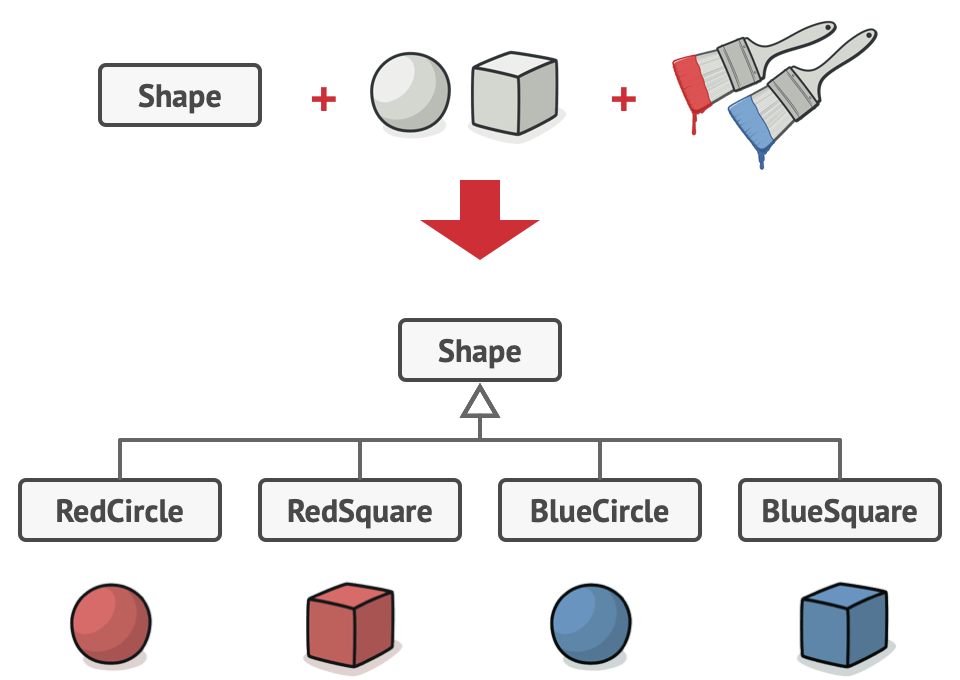 Shape
+
+
Shape
RedCircle
RedSquare
BlueCircle
BlueSquare